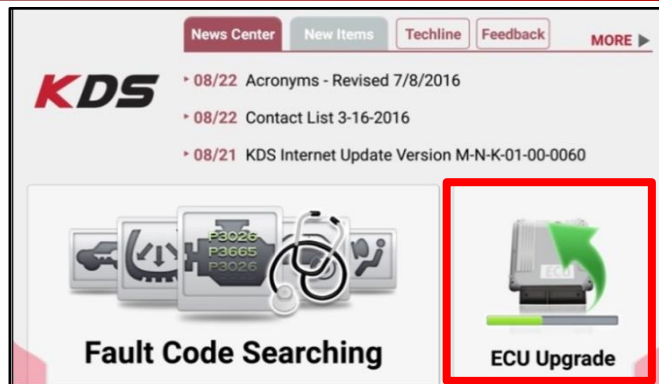 News Center New Items Techline Feedback MORE
KDS
08/22 Acronyms - Revised 7/8/2016
08/22 Contact List 3-16-2016
08/21 KDS Internet Update Version M-N-K-01-00-0060
P3026
P3665
P3026
ECU
Fault Code Searching
ECU Upgrade